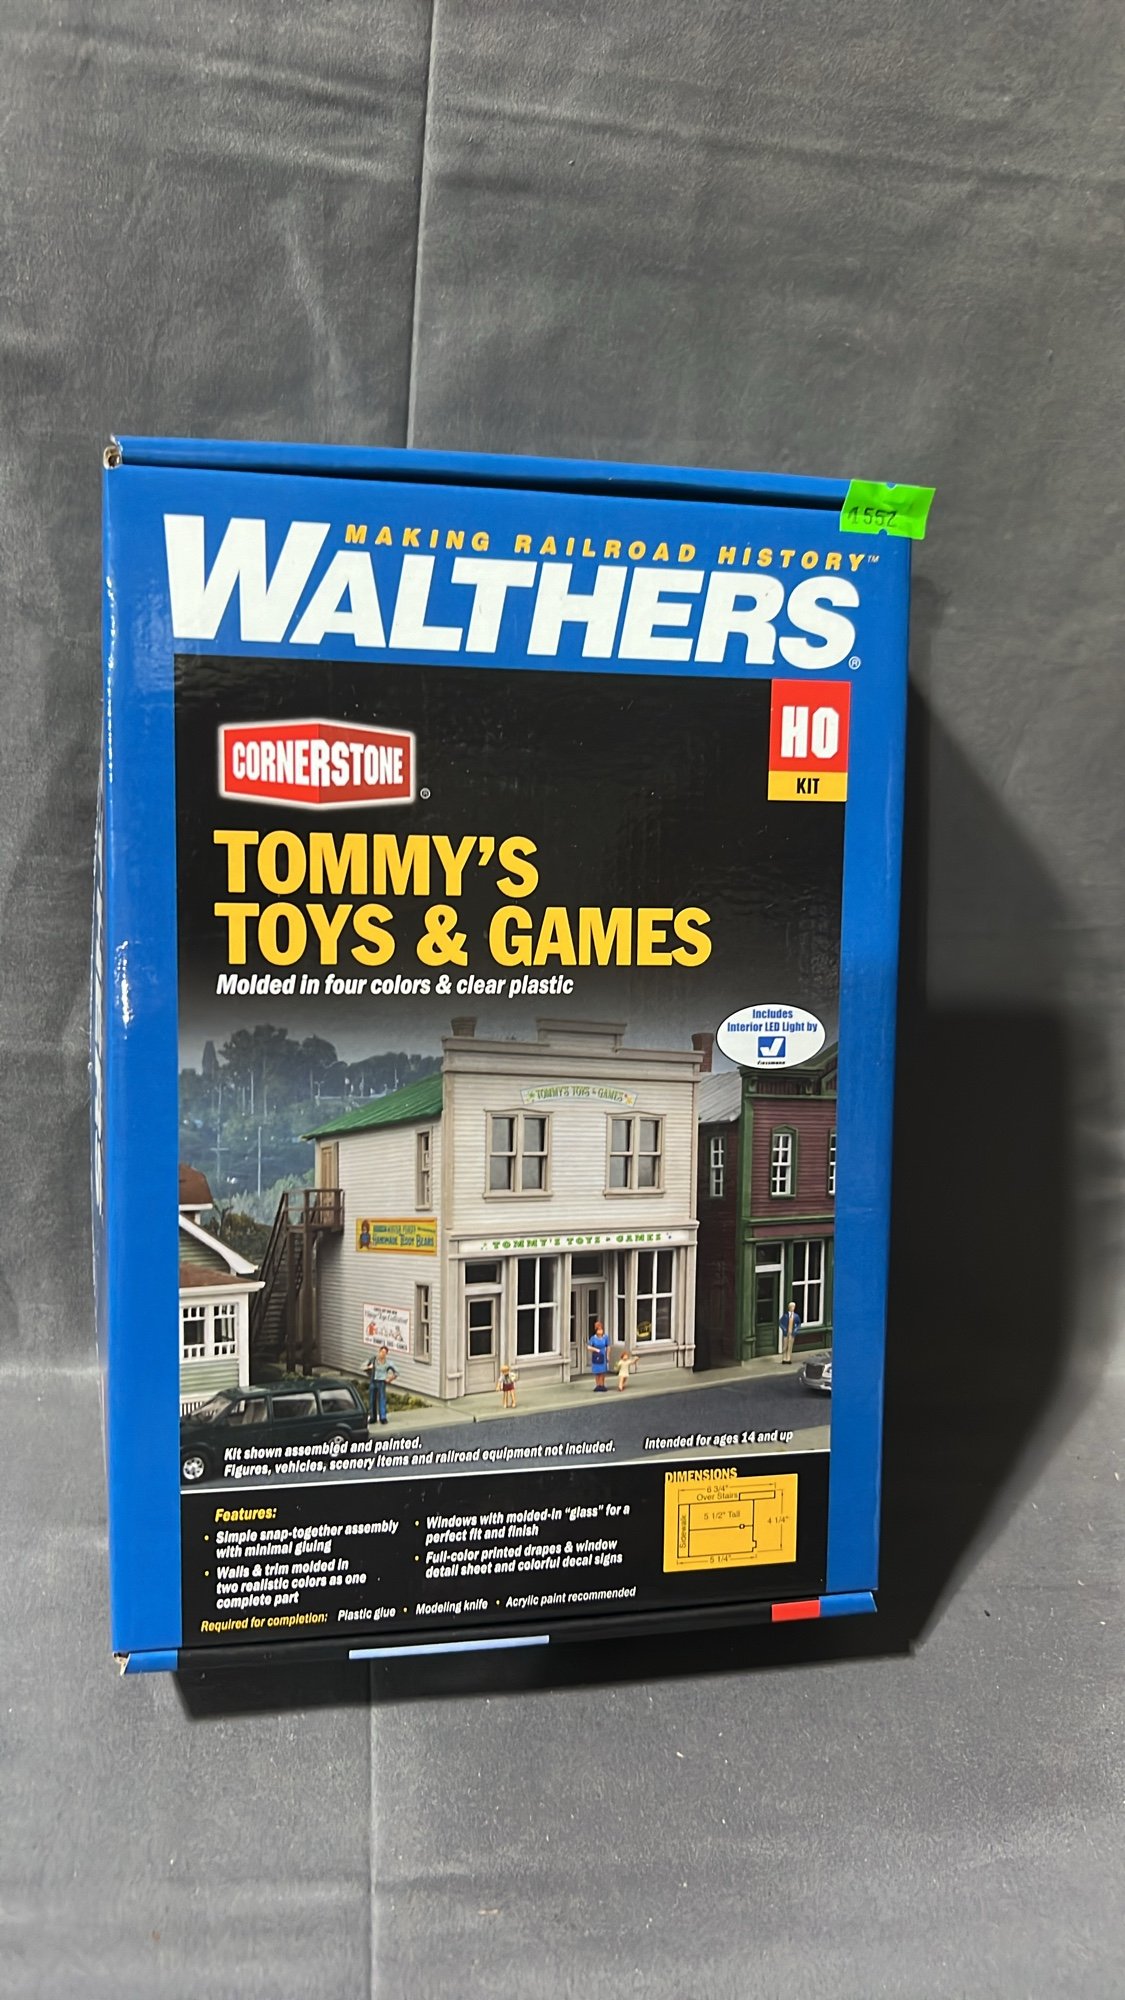 4552
MAKING RAILROAD HISTORY™
WALTHERS®
HO
KIT
CORNERSTONE®
TOMMY'S
TOYS & GAMES
Molded in four colors & clear plastic
Includes
Interior LED Light by
Viessmann
TOMMY'S TOYS & GAMES
HANDMADE TEDDY BEARS
TOMMY'S TOYS & GAMES
Kit shown assembled and painted.
Figures, vehicles, scenery items and railroad equipment not included.
Intended for ages 14 and up
Features:
• Simple snap-together assembly
with minimal gluing
• Walls & trim molded in
two realistic colors as one
complete part
• Windows with molded-in "glass" for a
perfect fit and finish
• Full-color printed drapes & window
detail sheet and colorful decal signs
DIMENSIONS
6 3/4"
Over Stairs
Sidewalk
5 1/2" Tall
4 1/4"
5 1/4"
Required for completion: Plastic glue • Modeling knife • Acrylic paint recommended